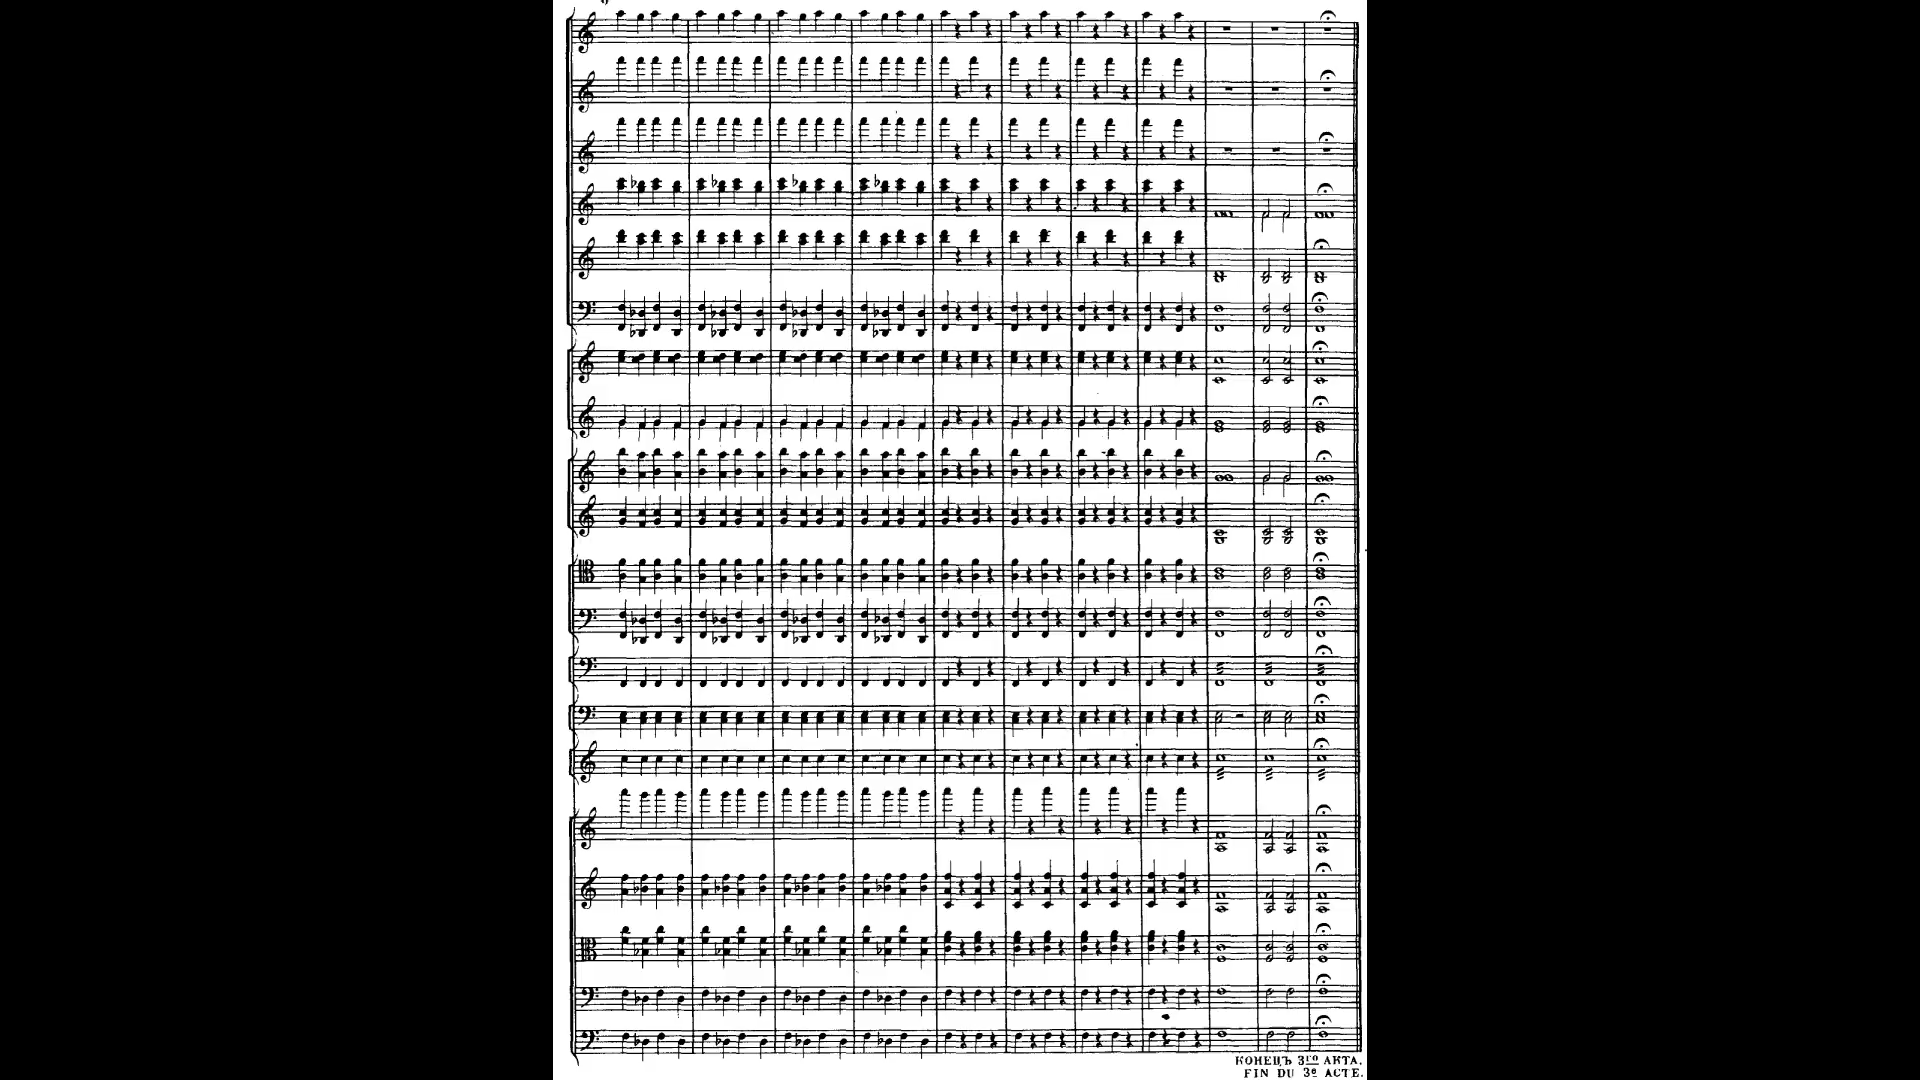 КОНЕЦЪ 3го АКТА.
FIN DU 3e ACTE.